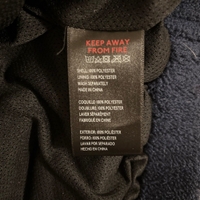 KEEP AWAY
FROM FIRE
SHELL: 100% POLYESTER
LINING: 100% POLYESTER
WASH SEPARATELY
MADE IN CHINA
COQUILLE: 100% POLYESTER
DOUBLURE: 100% POLYESTER
LAVER SÉPARÉMENT
FABRIQUÉ EN CHINE
EXTERIOR: 100% POLIÉSTER
FORRO: 100% POLIÉSTER
LAVAR POR SEPARADO
HECHO EN CHINA